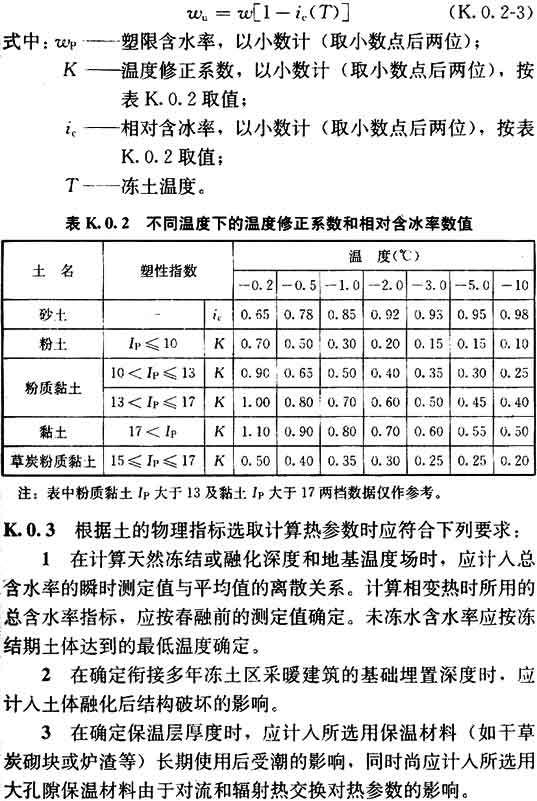 w_u = w[1－i_c(T)]　　(K.0.2-3)
式中：w_P——塑限含水率，以小数计（取小数点后两位）；
K——温度修正系数，以小数计（取小数点后两位），按
表 K.0.2 取值；
i_c——相对含冰率，以小数计（取小数点后两位），按表
K.0.2 取值；
T——冻土温度。
表 K.0.2　不同温度下的温度修正系数和相对含冰率数值
土 名　塑性指数　温 度(℃)
－0.2 －0.5 －1.0 －2.0 －3.0 －5.0 －10
砂土 － i_c 0.65 0.78 0.85 0.92 0.93 0.95 0.98
粉土 I_P≤10 K 0.70 0.50 0.30 0.20 0.15 0.15 0.10
粉质黏土 10＜I_P≤13 K 0.90 0.65 0.50 0.40 0.35 0.30 0.25
13＜I_P≤17 K 1.00 0.80 0.70 0.60 0.50 0.45 0.40
黏土 17＜I_P K 1.10 0.90 0.80 0.70 0.60 0.55 0.50
草炭粉质黏土 15≤I_P≤17 K 0.50 0.40 0.35 0.30 0.25 0.25 0.20
注：表中粉质黏土 I_P 大于 13 及黏土 I_P 大于 17 两档数据仅作参考。
K.0.3　根据土的物理指标选取计算热参数时应符合下列要求：
1　在计算天然冻结或融化深度和地基温度场时，应计入总
含水率的瞬时测定值与平均值的离散关系。计算相变热时所用的
总含水率指标，应按春融前的测定值确定。未冻水含水率应按冻
结期土体达到的最低温度确定。
2　在确定衔接多年冻土区采暖建筑的基础埋置深度时，应
计入土体融化后结构破坏的影响。
3　在确定保温层厚度时，应计入所选用保温材料（如干草
炭砌块或炉渣等）长期使用后受潮的影响，同时尚应计入所选用
大孔隙保温材料由于对流和辐射热交换对热参数的影响。